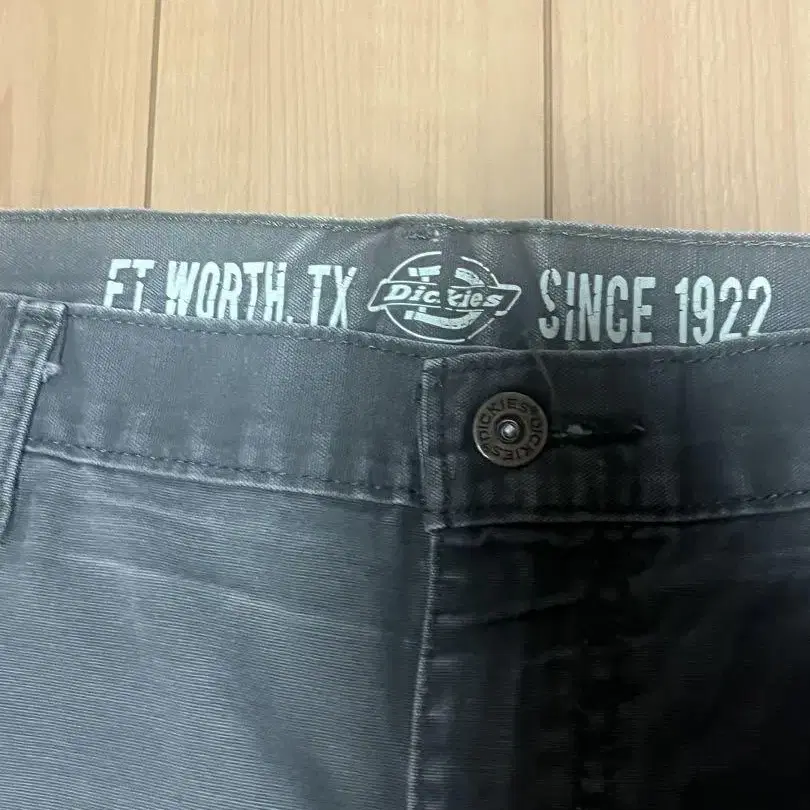 FT. WORTH, TX Dickies SINCE 1922
DICKIES DICKIES